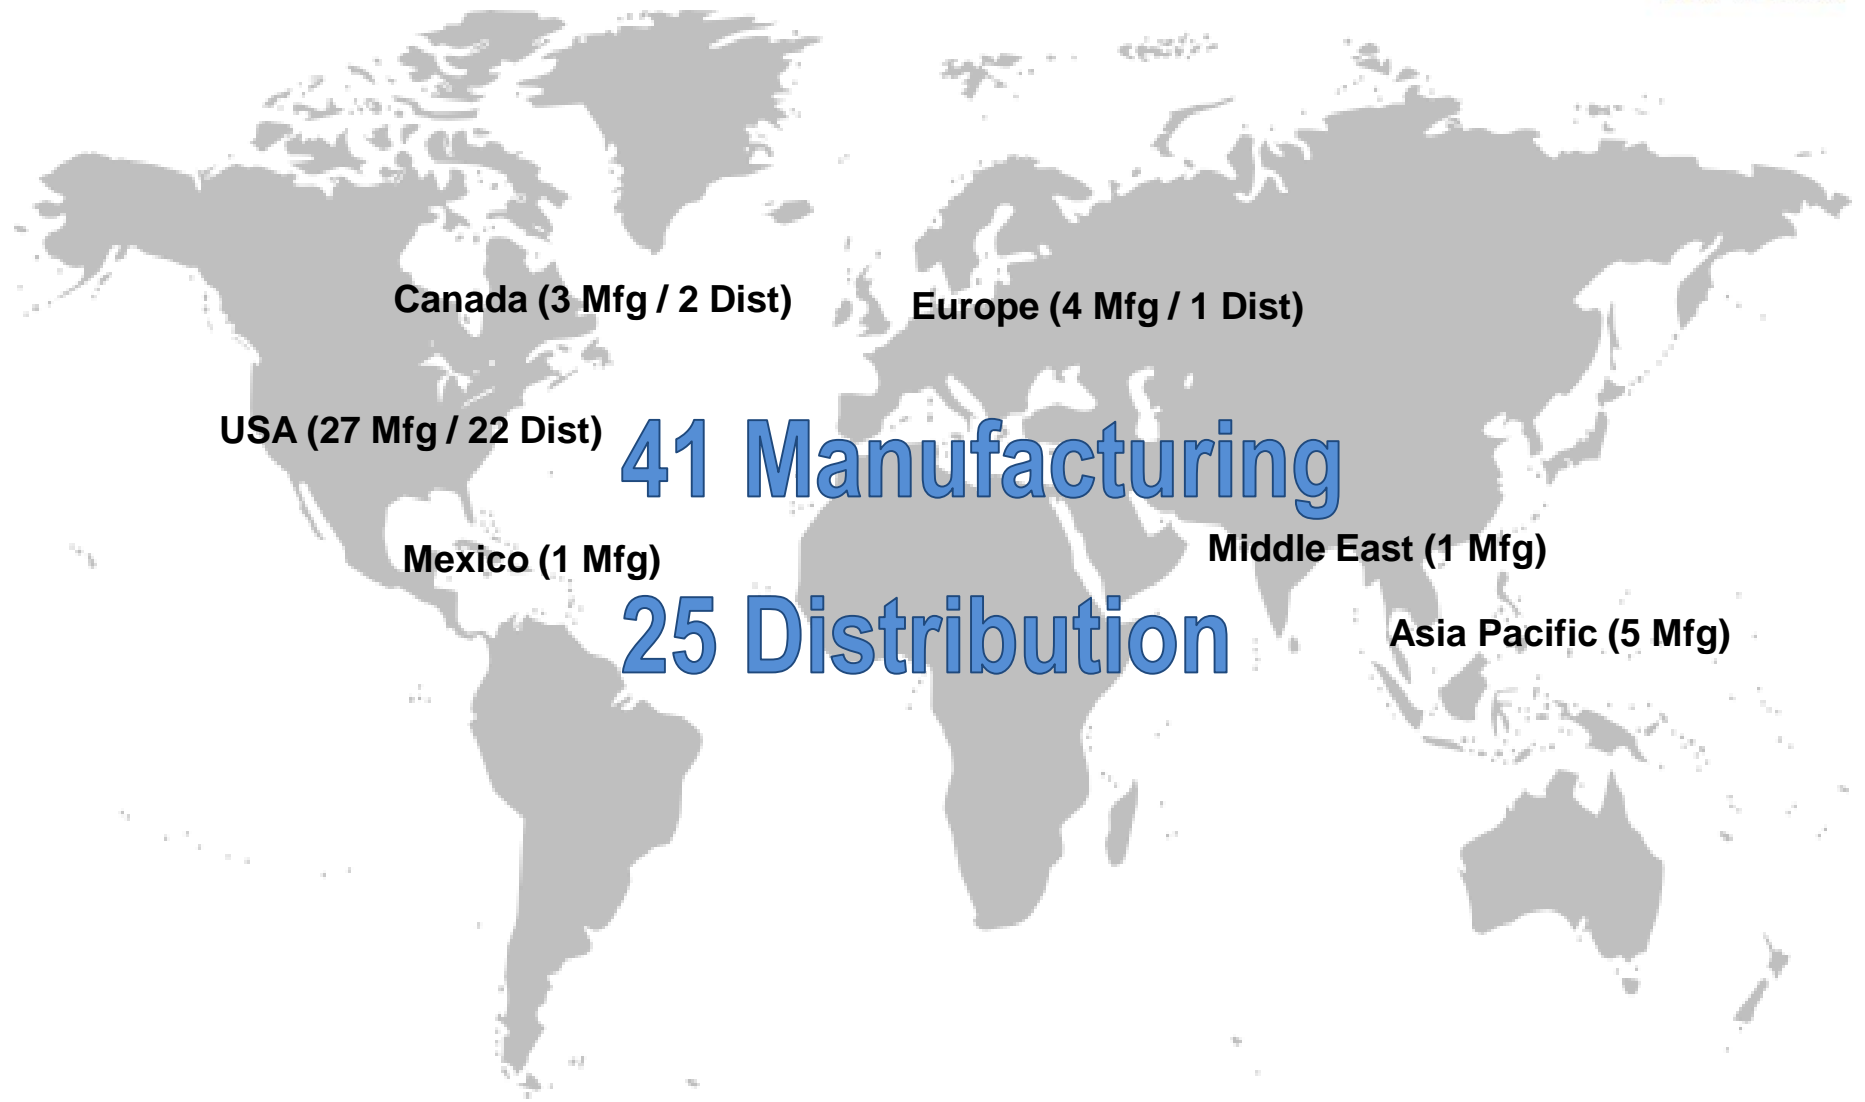 Canada (3 Mfg / 2 Dist)
Europe (4 Mfg / 1 Dist)
USA (27 Mfg / 22 Dist)
41 Manufacturing
Mexico (1 Mfg)
Middle East (1 Mfg)
25 Distribution
Asia Pacific (5 Mfg)